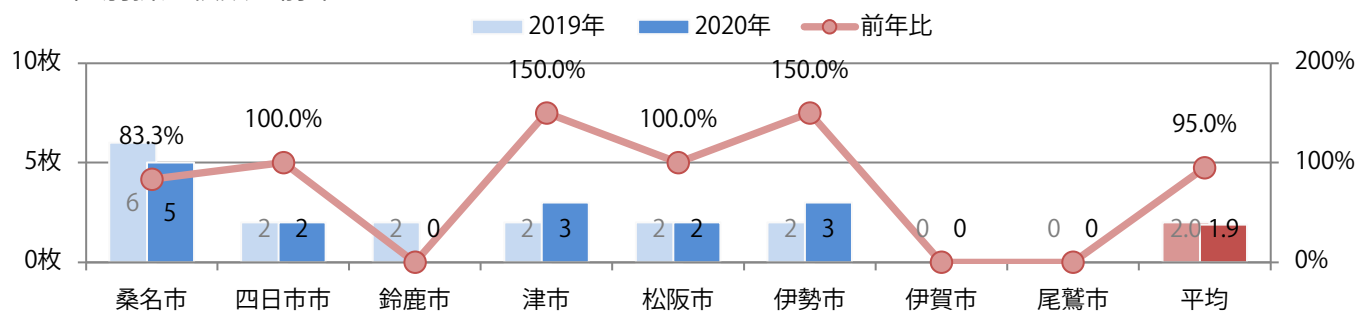 2019年 2020年 前年比
10枚 200%
150.0% 150.0%
83.3% 100.0% 100.0% 95.0%
5枚 100%
6 5 2 2 2 0 2 3 2 2 2 3 0 0 0 0 2.0 1.9
0枚 0%
桑名市 四日市市 鈴鹿市 津市 松阪市 伊勢市 伊賀市 尾鷲市 平均